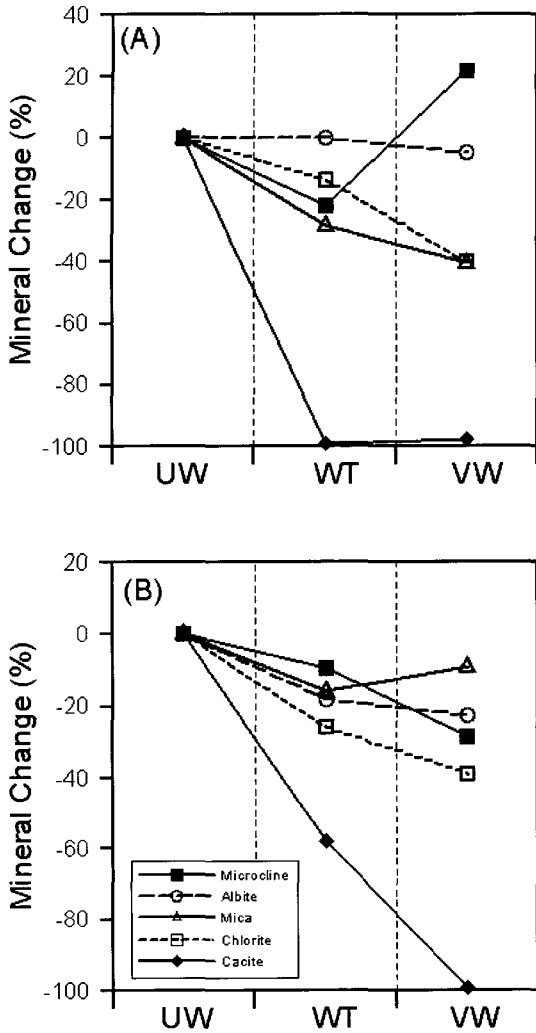 (A)
Mineral Change (%)
40
20
0
-20
-40
-60
-80
-100
UW WT VW
(B)
Mineral Change (%)
20
0
-20
-40
-60
-80
-100
Microcline
Albite
Mica
Chlorite
Cacite
UW WT VW